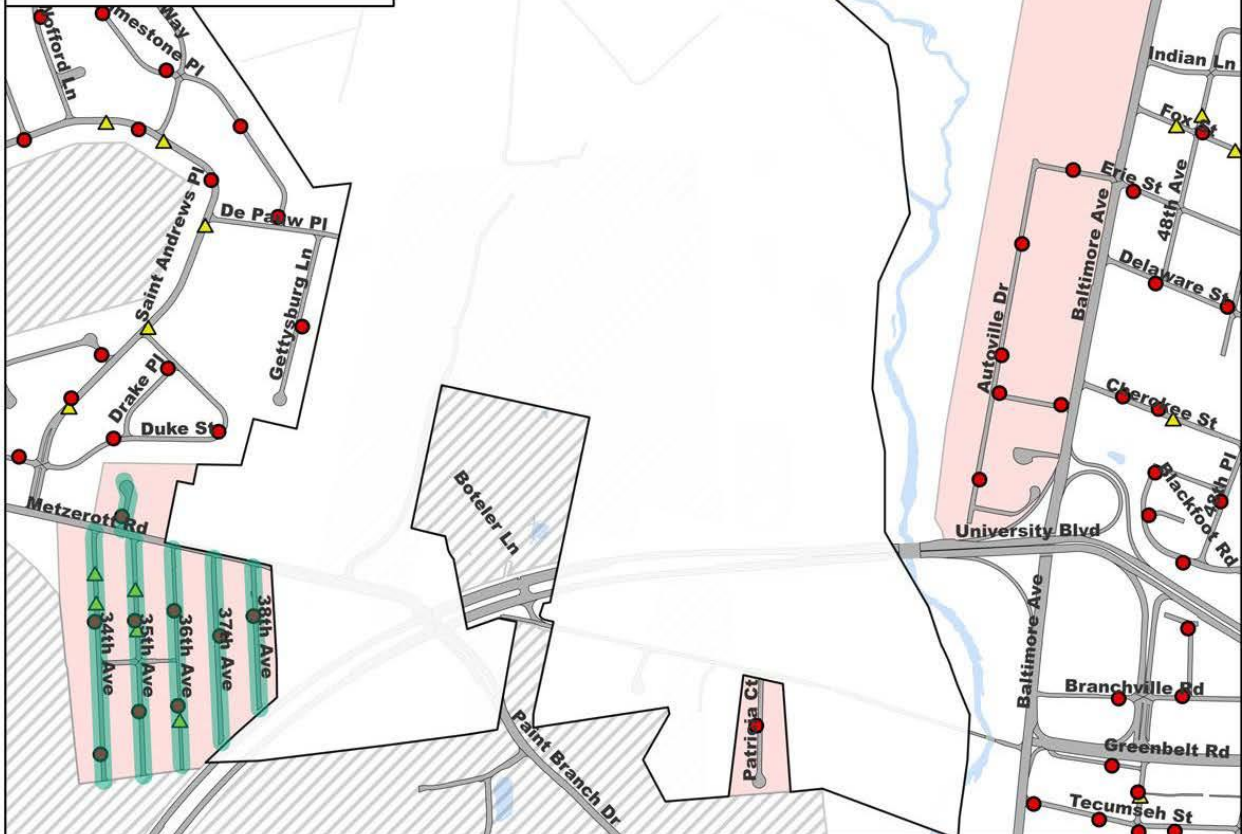 Way
Wofford Ln
Limestone Pl
Indian Ln
Fox St
Erie St
48th Ave
Baltimore Ave
De Pauw Pl
Saint Andrews Pl
Gettysburg Ln
Delaware St
Autoville Dr
Drake Pl
Duke St
Cherokee St
48th Pl
Blackfoot Rd
Boteler Ln
Metzerott Rd
University Blvd
34th Ave
35th Ave
36th Ave
37th Ave
38th Ave
Baltimore Ave
Patricia Ct
Branchville Rd
Paint Branch Dr
Greenbelt Rd
Tecumseh St